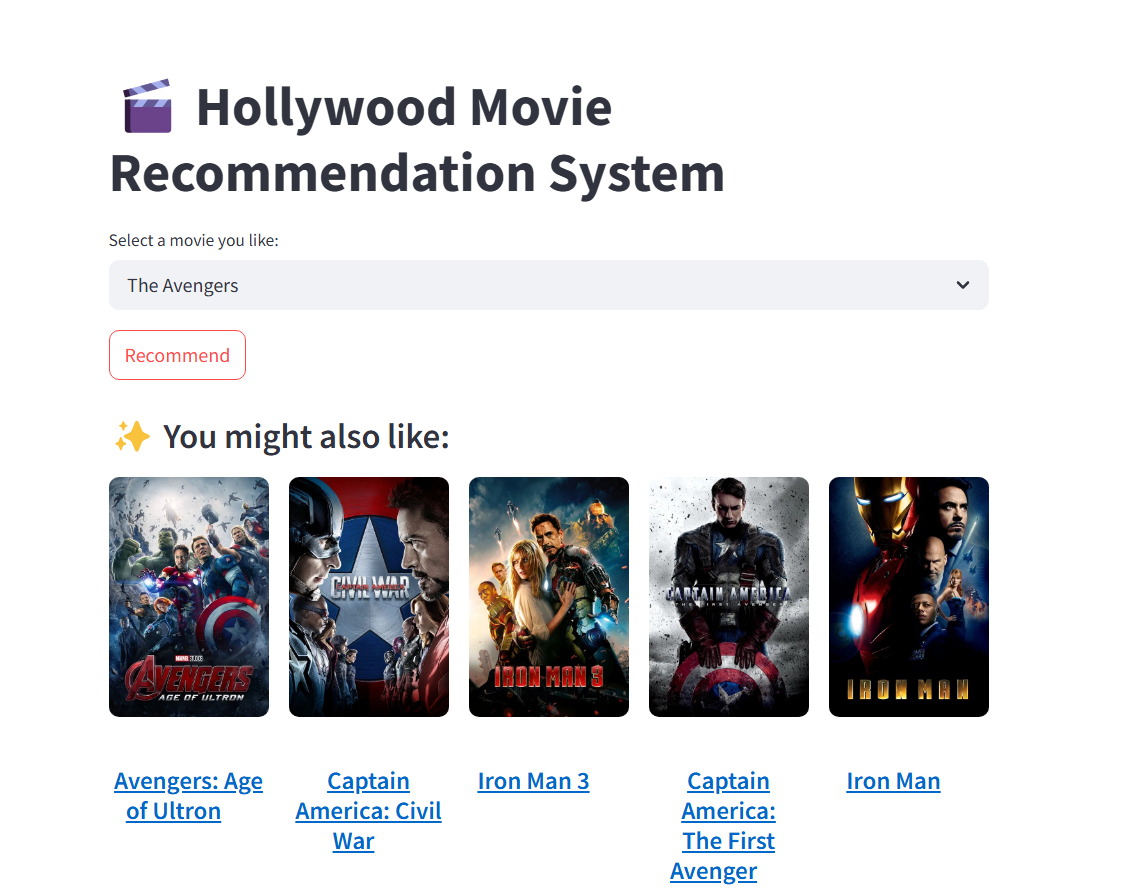 Hollywood Movie
Recommendation System
Select a movie you like:
The Avengers
Recommend
You might also like:
MARVEL STUDIOS
AVENGERS
AGE OF ULTRON
CAPTAIN AMERICA
CIVIL WAR
IRON MAN 3
CAPTAIN AMERICA
THE FIRST AVENGER
IRON MAN
Avengers: Age
of Ultron
Captain
America: Civil
War
Iron Man 3
Captain
America:
The First
Avenger
Iron Man